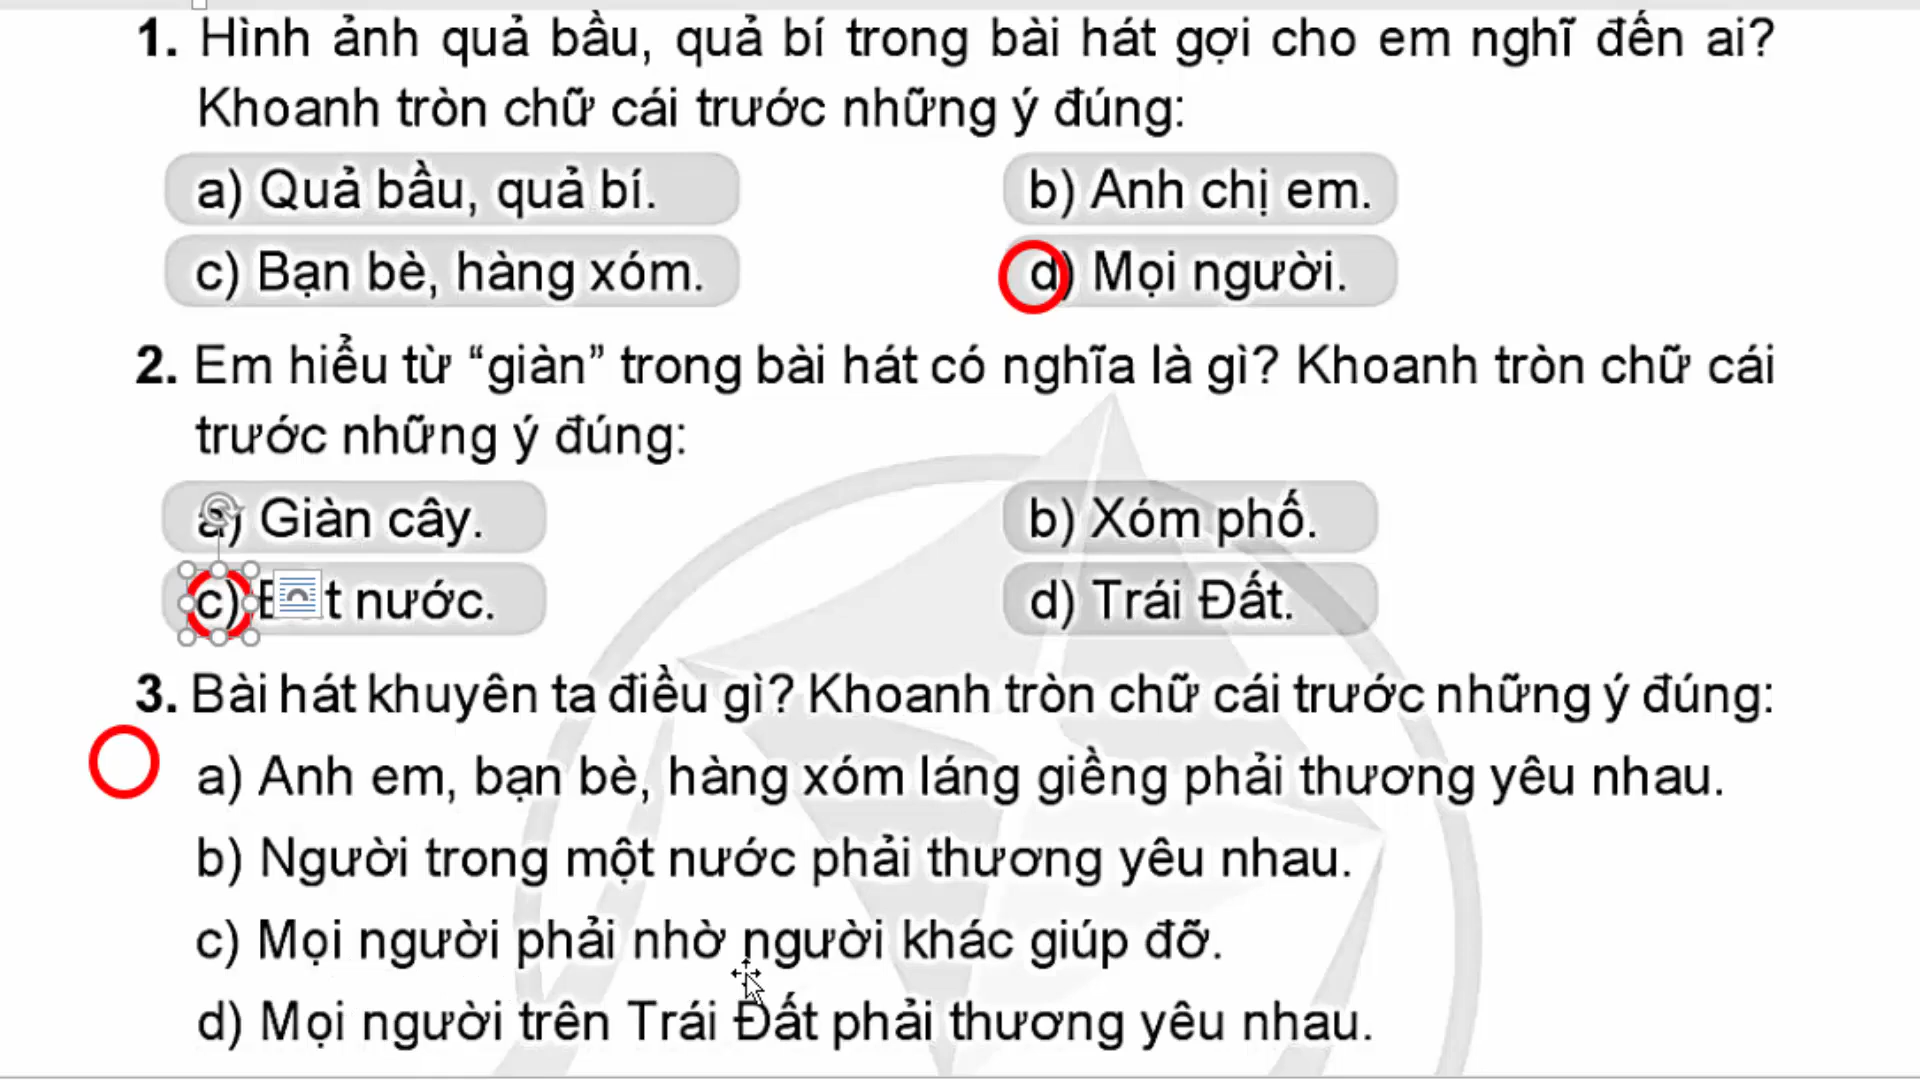 1. Hình ảnh quả bầu, quả bí trong bài hát gợi cho em nghĩ đến ai?
Khoanh tròn chữ cái trước những ý đúng:
a) Quả bầu, quả bí.
b) Anh chị em.
c) Bạn bè, hàng xóm.
d) Mọi người.
2. Em hiểu từ “giàn” trong bài hát có nghĩa là gì? Khoanh tròn chữ cái
trước những ý đúng:
a) Giàn cây.
b) Xóm phố.
c) nước.
d) Trái Đất.
3. Bài hát khuyên ta điều gì? Khoanh tròn chữ cái trước những ý đúng:
a) Anh em, bạn bè, hàng xóm láng giềng phải thương yêu nhau.
b) Người trong một nước phải thương yêu nhau.
c) Mọi người phải nhờ người khác giúp đỡ.
d) Mọi người trên Trái Đất phải thương yêu nhau.